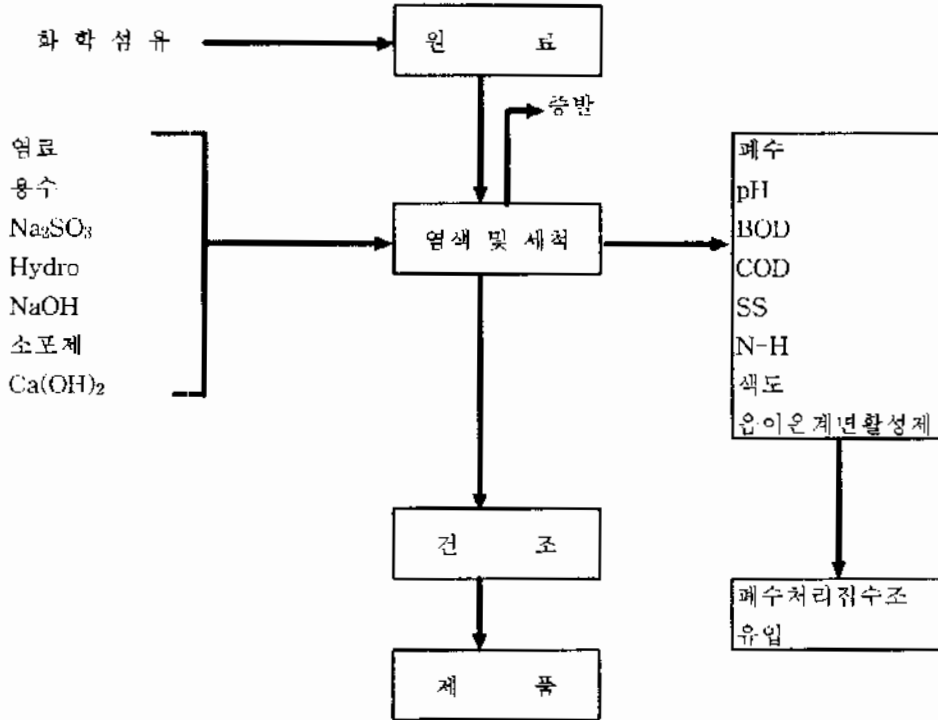 화 학 섬 유
원 료
증발
염료
용수
Na₂SO₃
Hydro
NaOH
소포제
Ca(OH)₂
염색 및 세척
폐수
pH
BOD
COD
SS
N-H
색도
음이온계면활성제
건 조
폐수처리집수조
유입
제 품